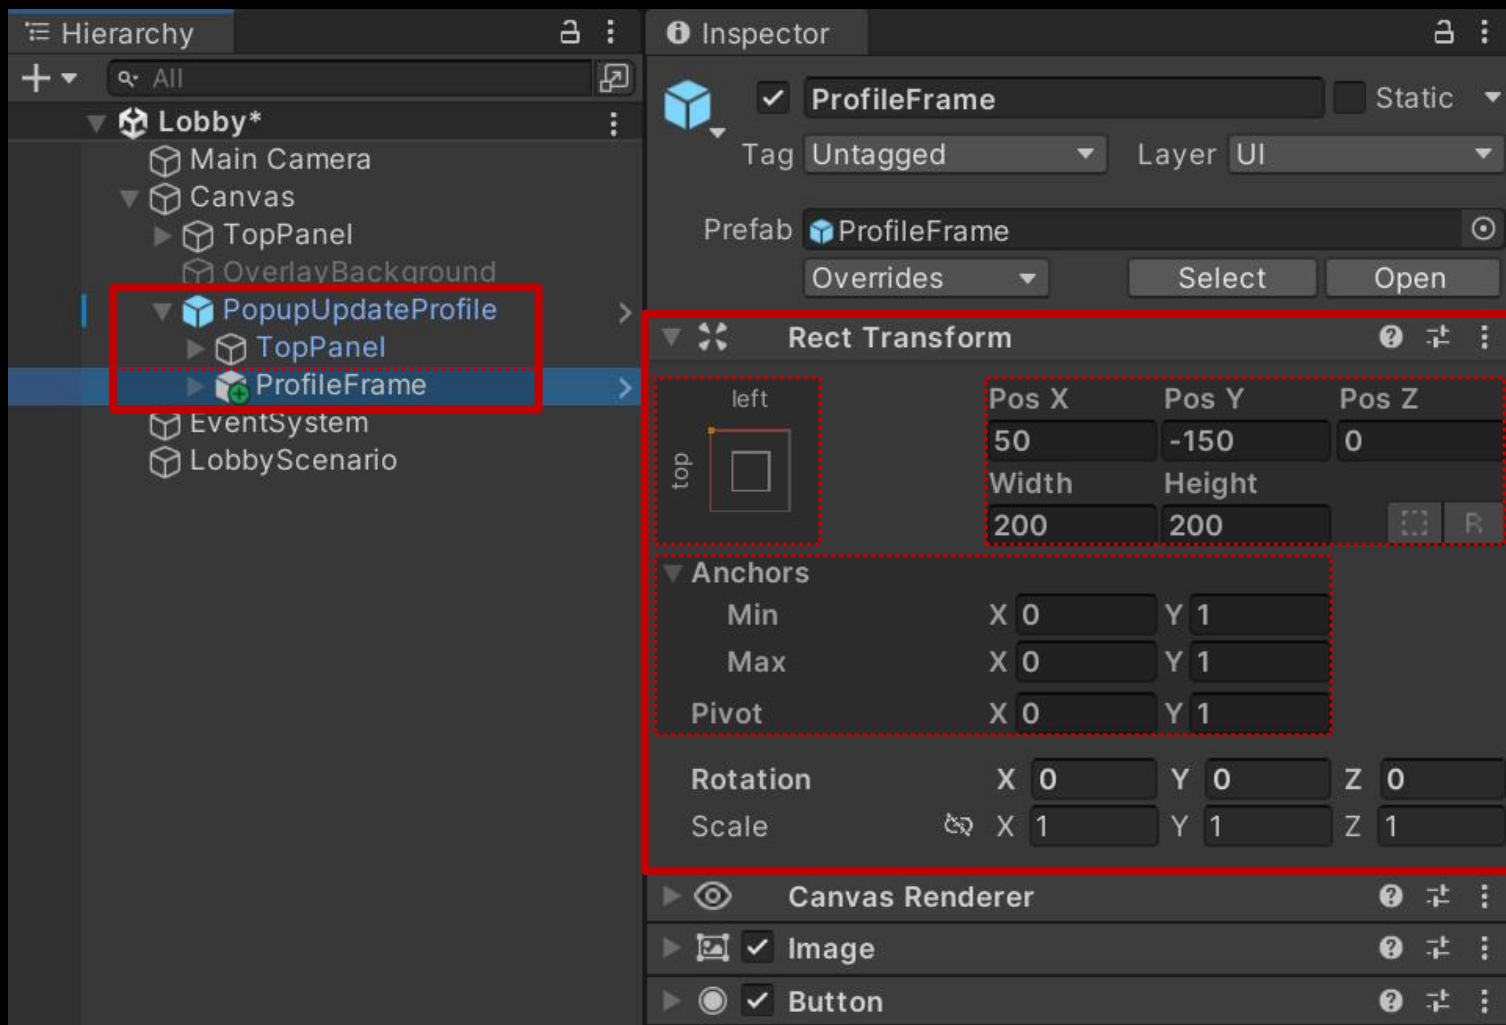 Hierarchy
All
Lobby*
Main Camera
Canvas
TopPanel
OverlayBackground
PopupUpdateProfile
TopPanel
ProfileFrame
EventSystem
LobbyScenario
Inspector
ProfileFrame Static
Tag Untagged Layer UI
Prefab ProfileFrame
Overrides Select Open
Rect Transform
left
top
Pos X Pos Y Pos Z
50 -150 0
Width Height
200 200 R
Anchors
Min X 0 Y 1
Max X 0 Y 1
Pivot X 0 Y 1
Rotation X 0 Y 0 Z 0
Scale X 1 Y 1 Z 1
Canvas Renderer
Image
Button